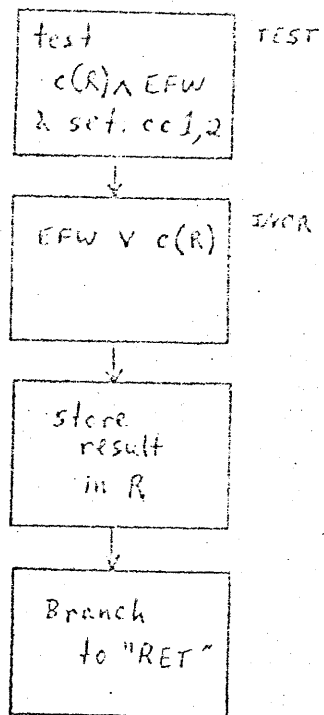 test
c(R) ∧ EFW
& set. cc1,2
TEST
EFW ∨ c(R)
store
result
in R
Branch
to "RET"